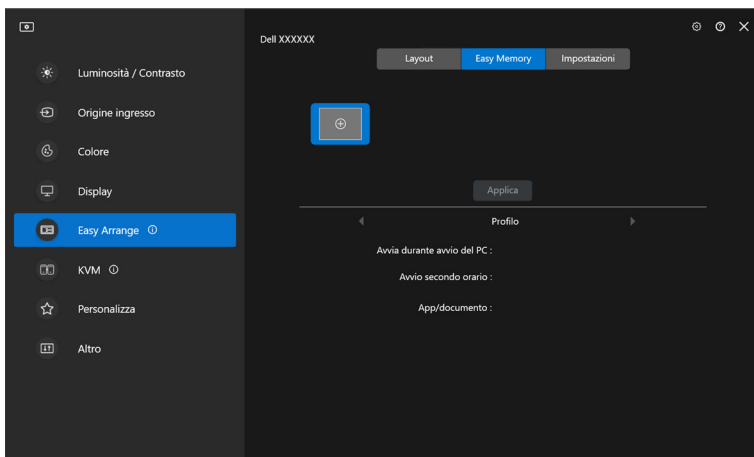 Dell XXXXXX
Layout
Easy Memory
Impostazioni
Luminosità / Contrasto
Origine ingresso
Colore
Display
Easy Arrange
KVM
Personalizza
Altro
Applica
Profilo
Avvia durante avvio del PC :
Avvio secondo orario :
App/documento :